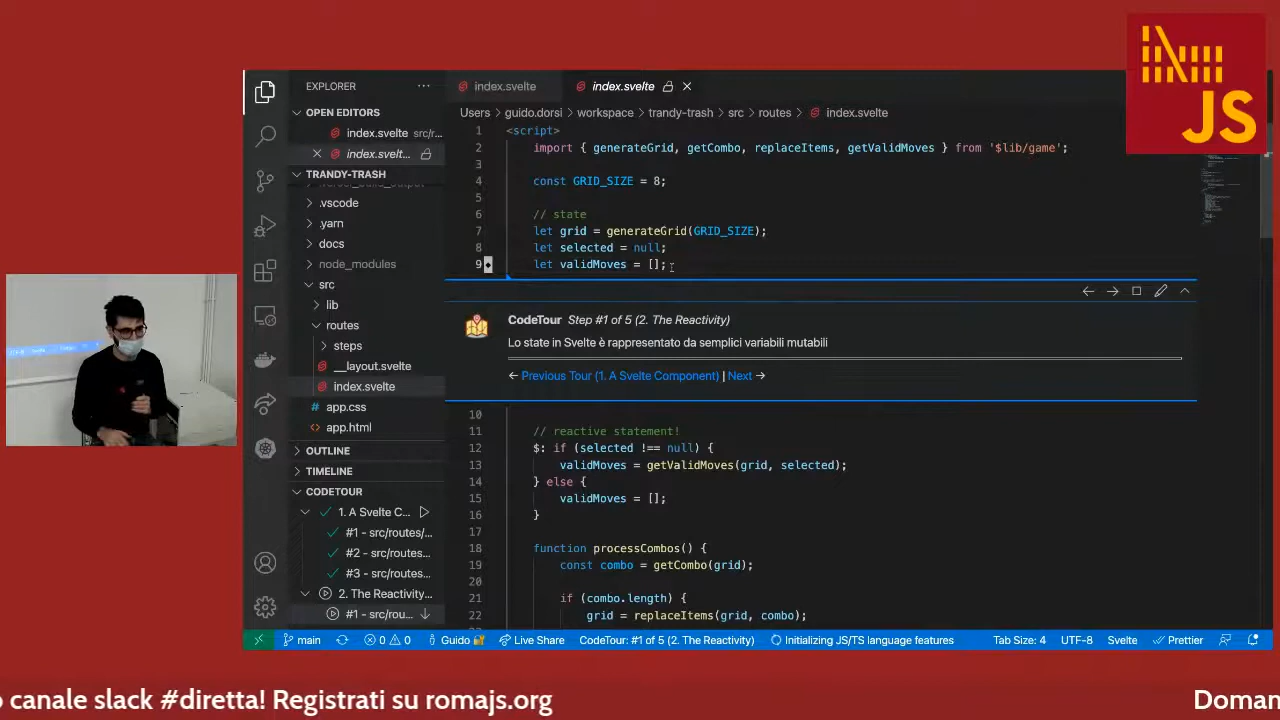 JS
EXPLORER
index.svelte
index.svelte
OPEN EDITORS
index.svelte src/r...
index.svelt...
TRANDY-TRASH
.vscode
.yarn
docs
node_modules
src
lib
routes
steps
__layout.svelte
index.svelte
app.css
app.html
OUTLINE
TIMELINE
CODETOUR
1. A Svelte C...
#1 - src/routes/...
#2 - src/routes...
#3 - src/routes...
2. The Reactivity...
#1 - src/rou...
Users > guido.dorsi > workspace > trandy-trash > src > routes > index.svelte
1 <script>
2 import { generateGrid, getCombo, replaceItems, getValidMoves } from '$lib/game';
3
4 const GRID_SIZE = 8;
5
6 // state
7 let grid = generateGrid(GRID_SIZE);
8 let selected = null;
9 let validMoves = [];
CodeTour Step #1 of 5 (2. The Reactivity)
Lo state in Svelte è rappresentato da semplici variabili mutabili
← Previous Tour (1. A Svelte Component) | Next →
10
11 // reactive statement!
12 $: if (selected !== null) {
13 validMoves = getValidMoves(grid, selected);
14 } else {
15 validMoves = [];
16 }
17
18 function processCombos() {
19 const combo = getCombo(grid);
20
21 if (combo.length) {
22 grid = replaceItems(grid, combo);
main 0 0 Guido Live Share CodeTour: #1 of 5 (2. The Reactivity) Initializing JS/TS language features Tab Size: 4 UTF-8 Svelte Prettier
o canale slack #diretta! Registrati su romajs.org
Doman